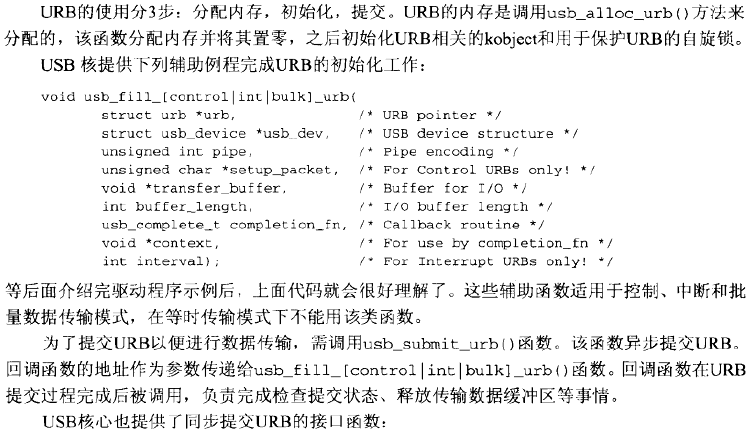 URB的使用分3步：分配内存，初始化，提交。URB的内存是调用usb_alloc_urb()方法来
分配的，该函数分配内存并将其置零，之后初始化URB相关的kobject和用于保护URB的自旋锁。
USB 核提供下列辅助例程完成URB的初始化工作：
void usb_fill_[control|int|bulk]_urb(
struct urb *urb, /* URB pointer */
struct usb_device *usb_dev, /* USB device structure */
unsigned int pipe, /* Pipe encoding */
unsigned char *setup_packet, /* For Control URBs only! */
void *transfer_buffer, /* Buffer for I/O */
int buffer_length, /* I/O buffer length */
usb_complete_t completion_fn, /* Callback routine */
void *context, /* For use by completion_fn */
int interval); /* For Interrupt URBs only! */
等后面介绍完驱动程序示例后，上面代码就会很好理解了。这些辅助函数适用于控制、中断和批
量数据传输模式，在等时传输模式下不能用该类函数。
为了提交URB以便进行数据传输，需调用usb_submit_urb()函数。该函数异步提交URB。
回调函数的地址作为参数传递给usb_fill_[control|int|bulk]_urb()函数。回调函数在URB
提交过程完成后被调用，负责完成检查提交状态、释放传输数据缓冲区等事情。
USB核心也提供了同步提交URB的接口函数：